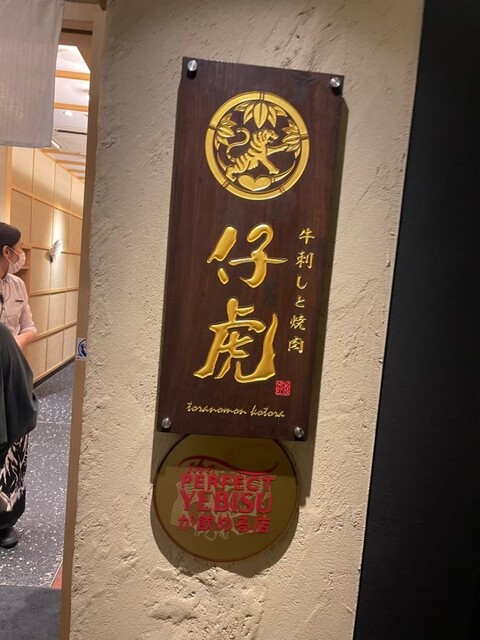 牛刺しと焼肉
仔虎
toranomon kotora
The
PERFECT
YEBISU
が飲める店